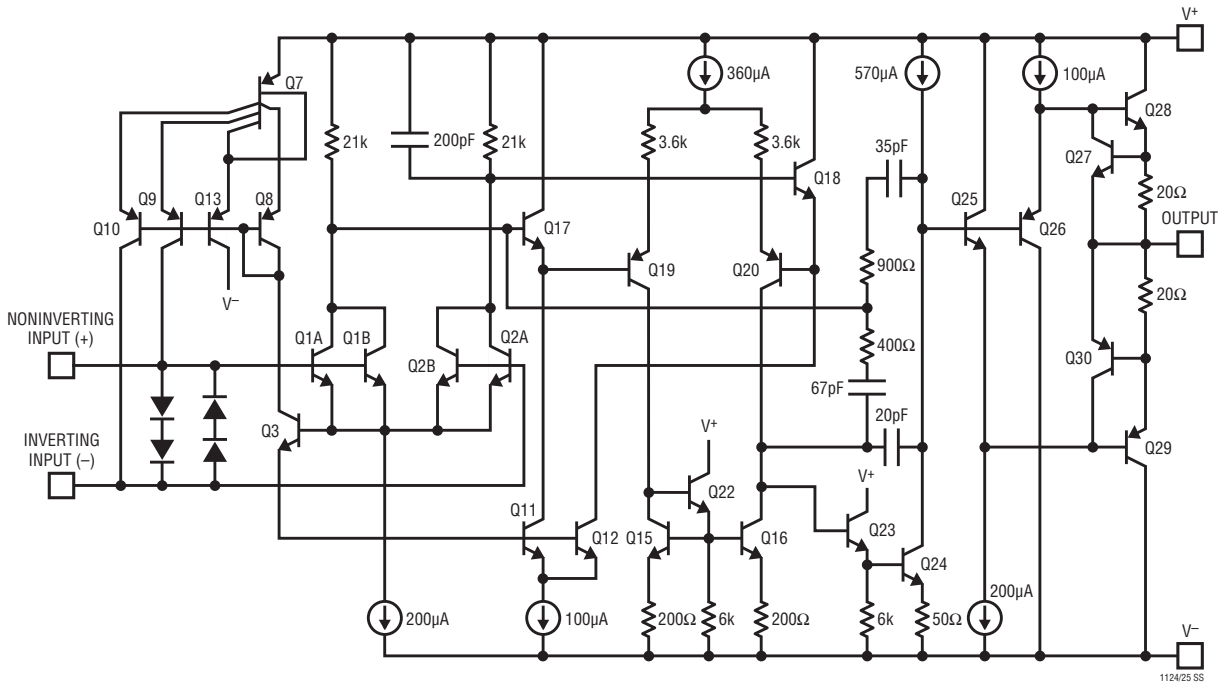 V+
Q7
360µA
570µA
100µA
Q28
21k
200pF
21k
3.6k
3.6k
35pF
Q27
Q18
20Ω
Q9
Q13
Q8
Q10
Q25
OUTPUT
Q17
Q26
Q19
Q20
900Ω
20Ω
V–
NONINVERTING
INPUT (+)
Q1A
Q1B
Q2B
Q2A
400Ω
Q30
67pF
20pF
Q3
V+
INVERTING
INPUT (–)
Q29
V+
Q22
Q11
Q12
Q15
Q16
Q23
Q24
200µA
200µA
100µA
200Ω
6k
200Ω
6k
50Ω
V–
1124/25 SS